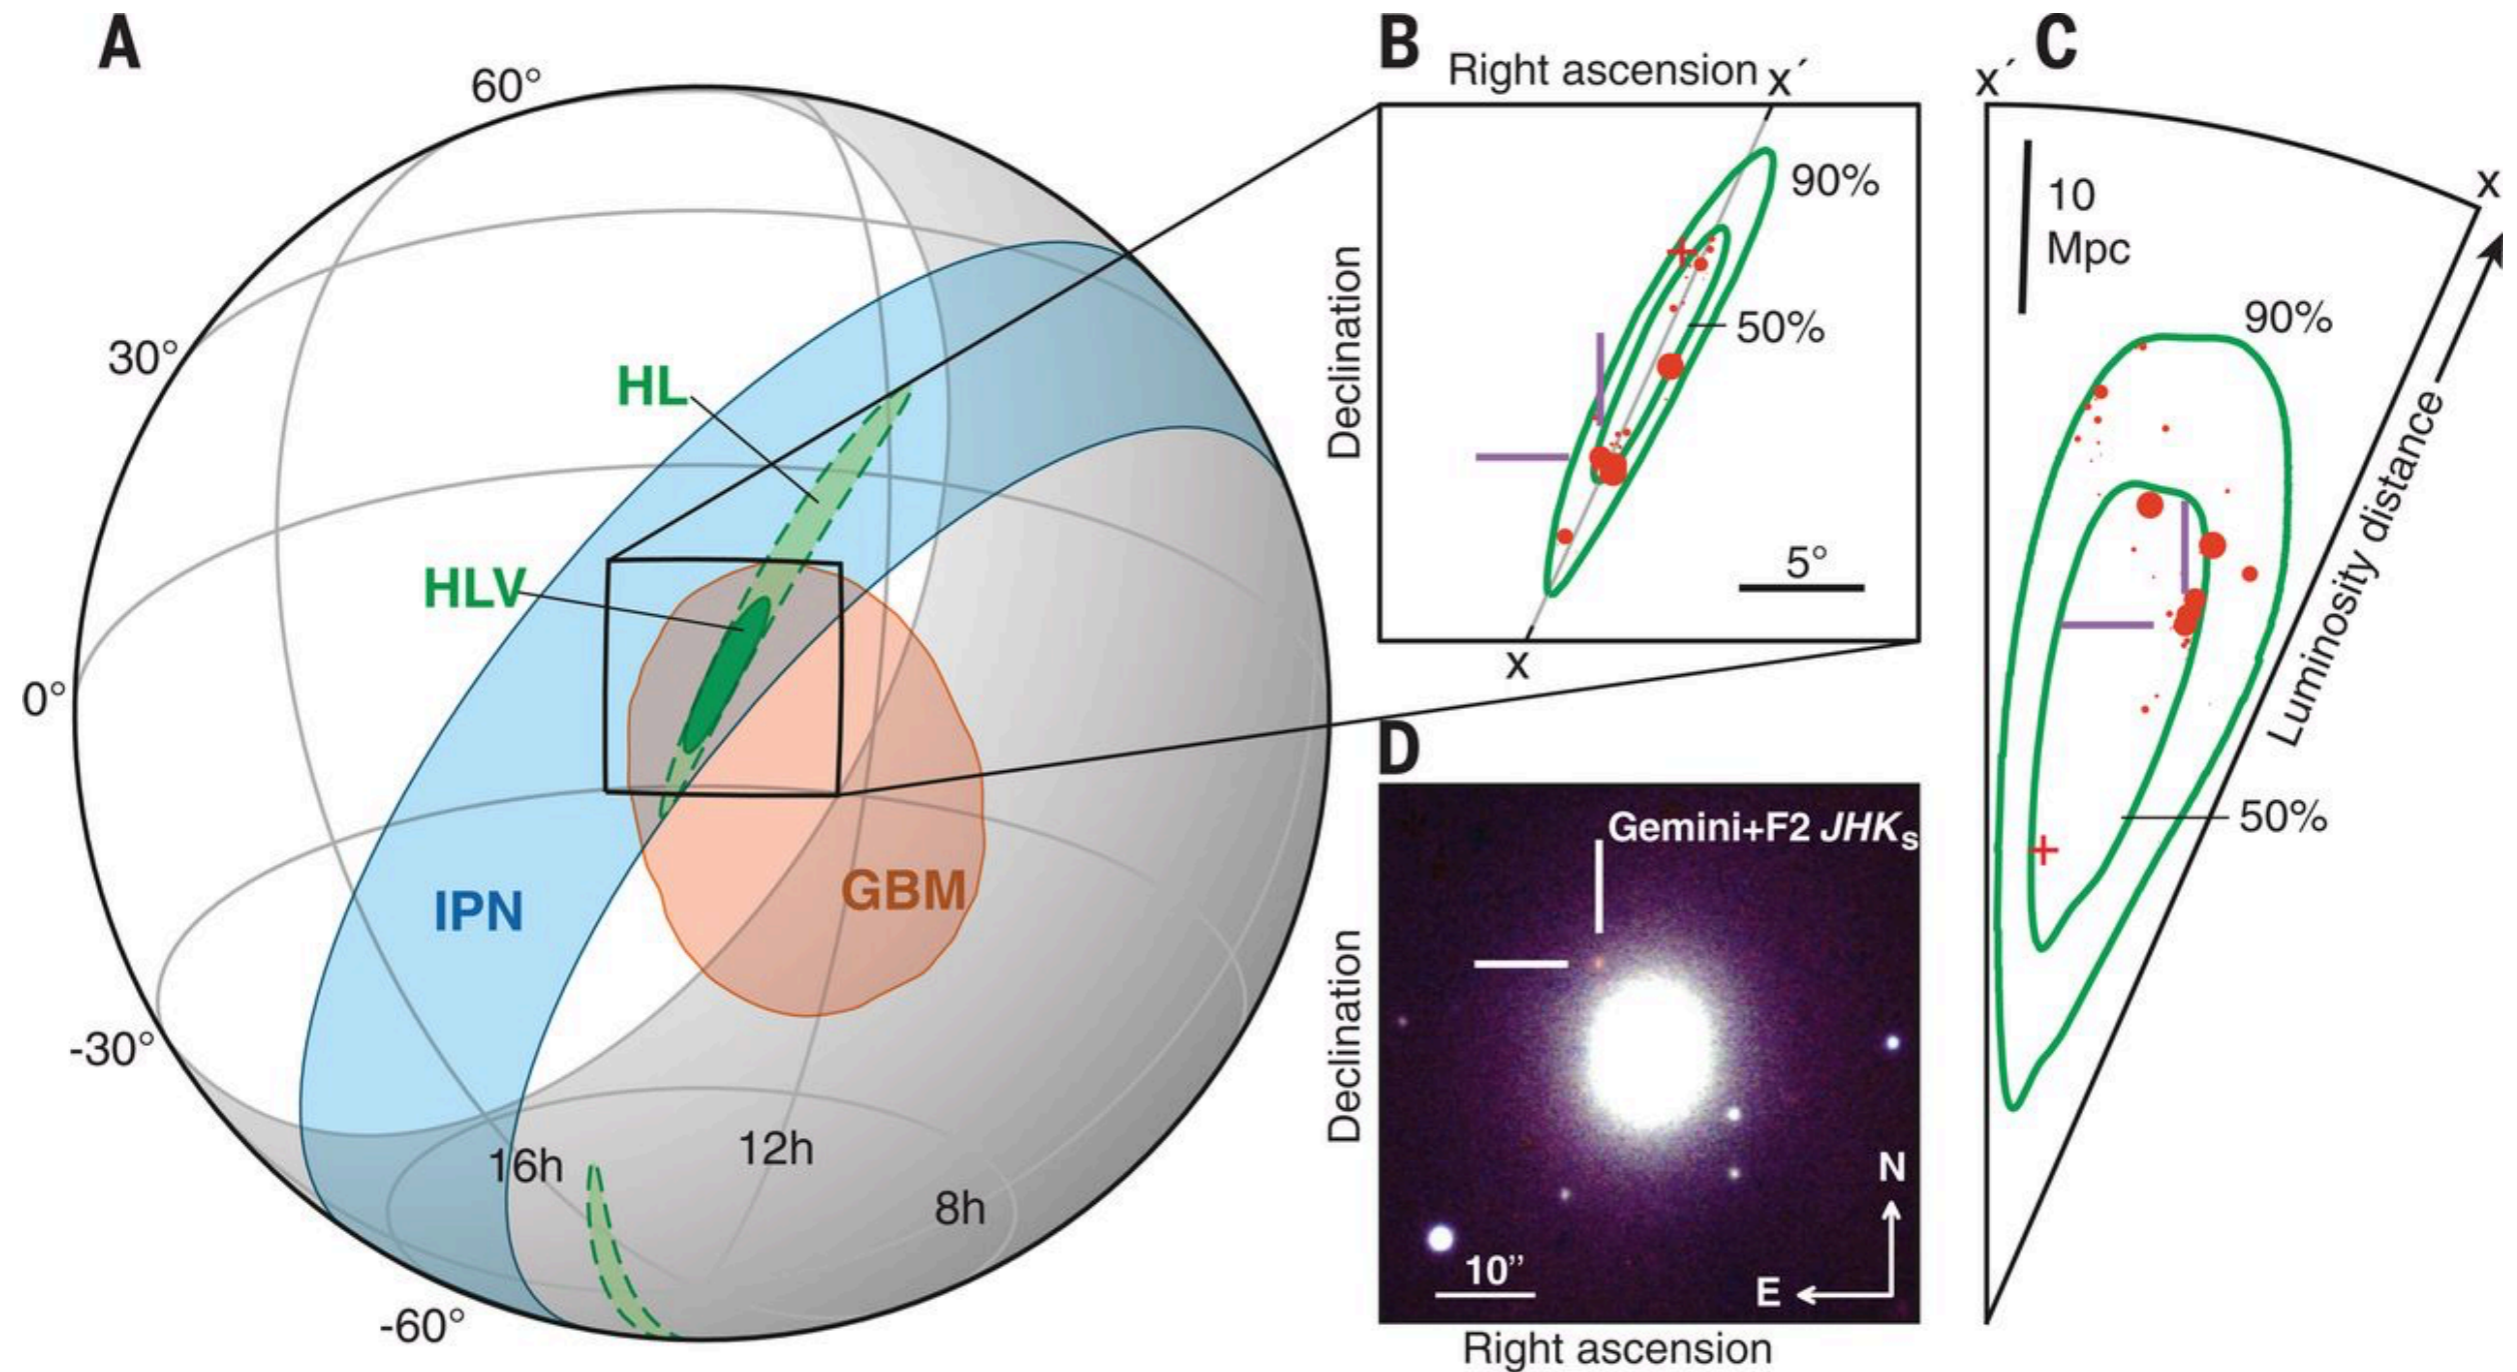 A
60°
30°
0°
-30°
-60°
HL
HLV
IPN
GBM
16h
12h
8h
B
Right ascension
x´
Declination
90%
50%
5°
x
C
x´
x
10
Mpc
90%
Luminosity distance
50%
D
Gemini+F2 JHKs
Declination
N
E
10”
Right ascension